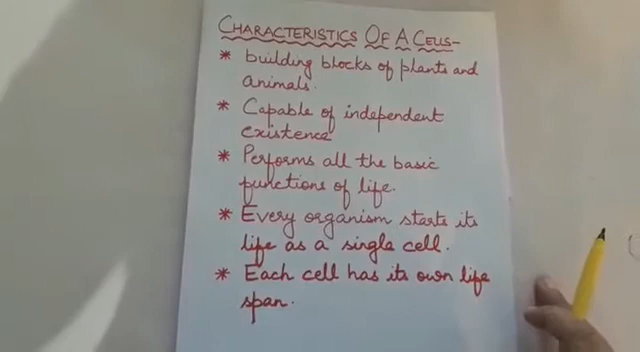 CHARACTERISTICS OF A CELLS-
* building blocks of plants and
animals.
* Capable of independent
existence
* Performs all the basic
functions of life.
* Every organism starts its
life as a single cell.
* Each cell has its own life
span.